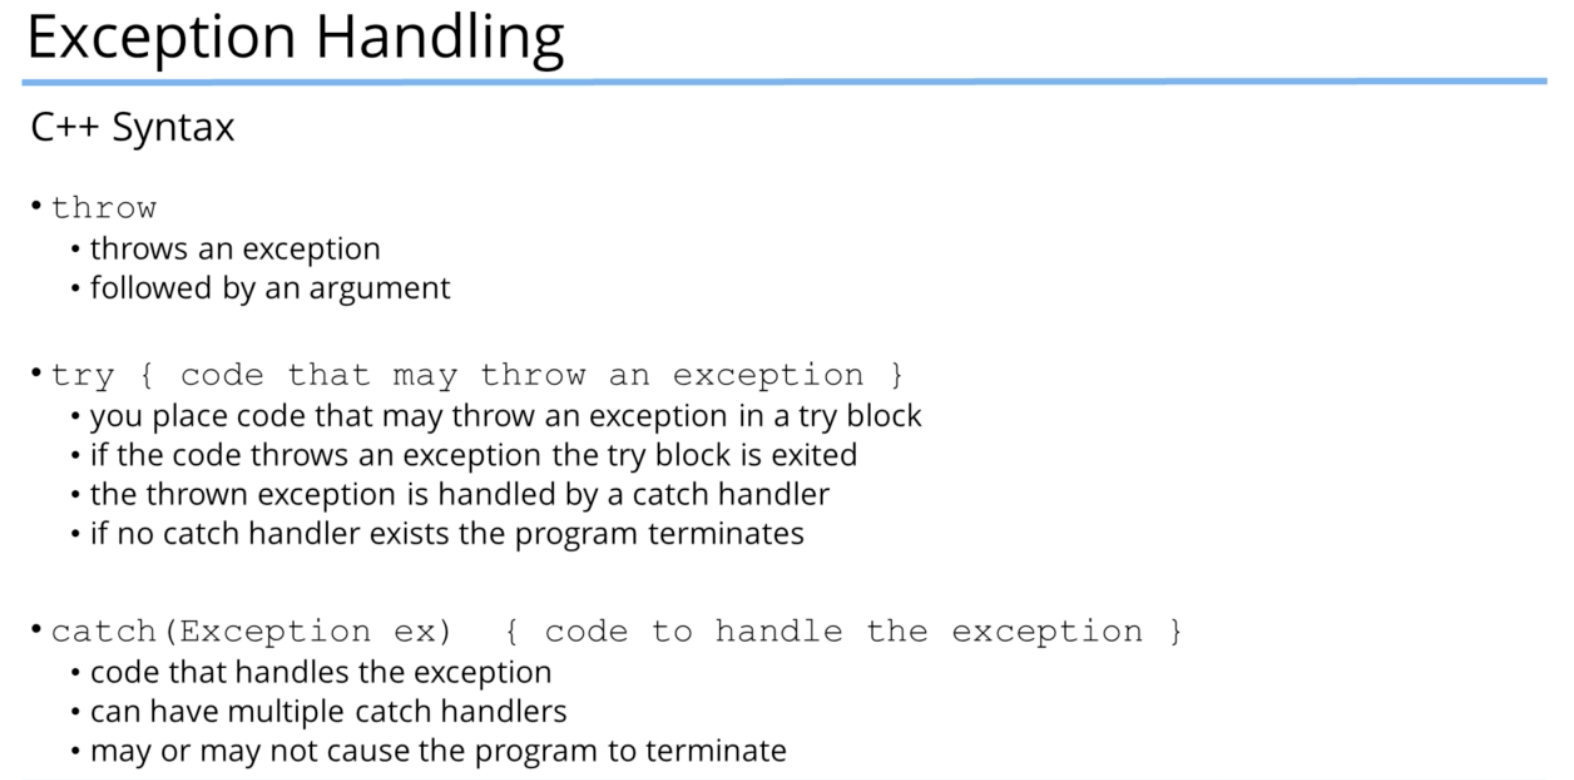 Exception Handling
C++ Syntax
• throw
• throws an exception
• followed by an argument
• try { code that may throw an exception }
• you place code that may throw an exception in a try block
• if the code throws an exception the try block is exited
• the thrown exception is handled by a catch handler
• if no catch handler exists the program terminates
• catch(Exception ex)  { code to handle the exception }
• code that handles the exception
• can have multiple catch handlers
• may or may not cause the program to terminate